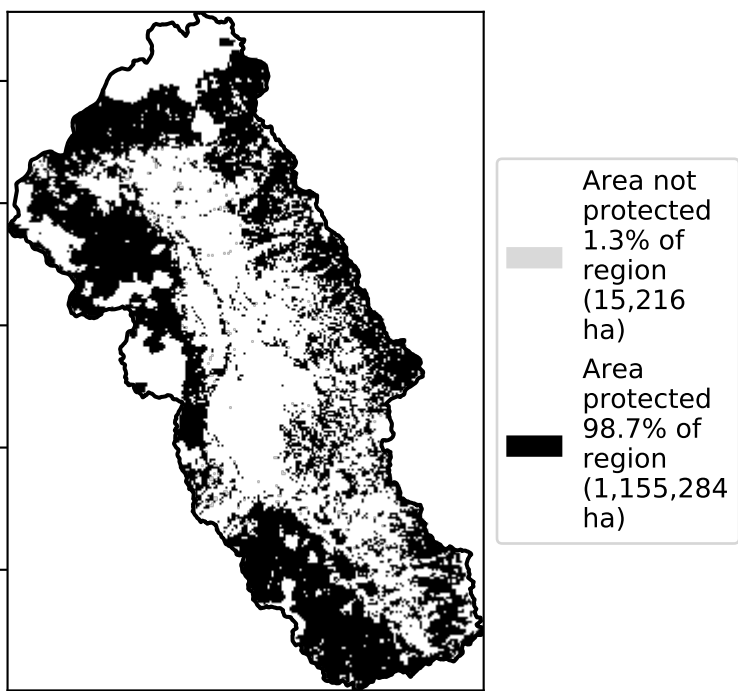 Area not
protected
1.3% of
region
(15,216
ha)
Area
protected
98.7% of
region
(1,155,284
ha)